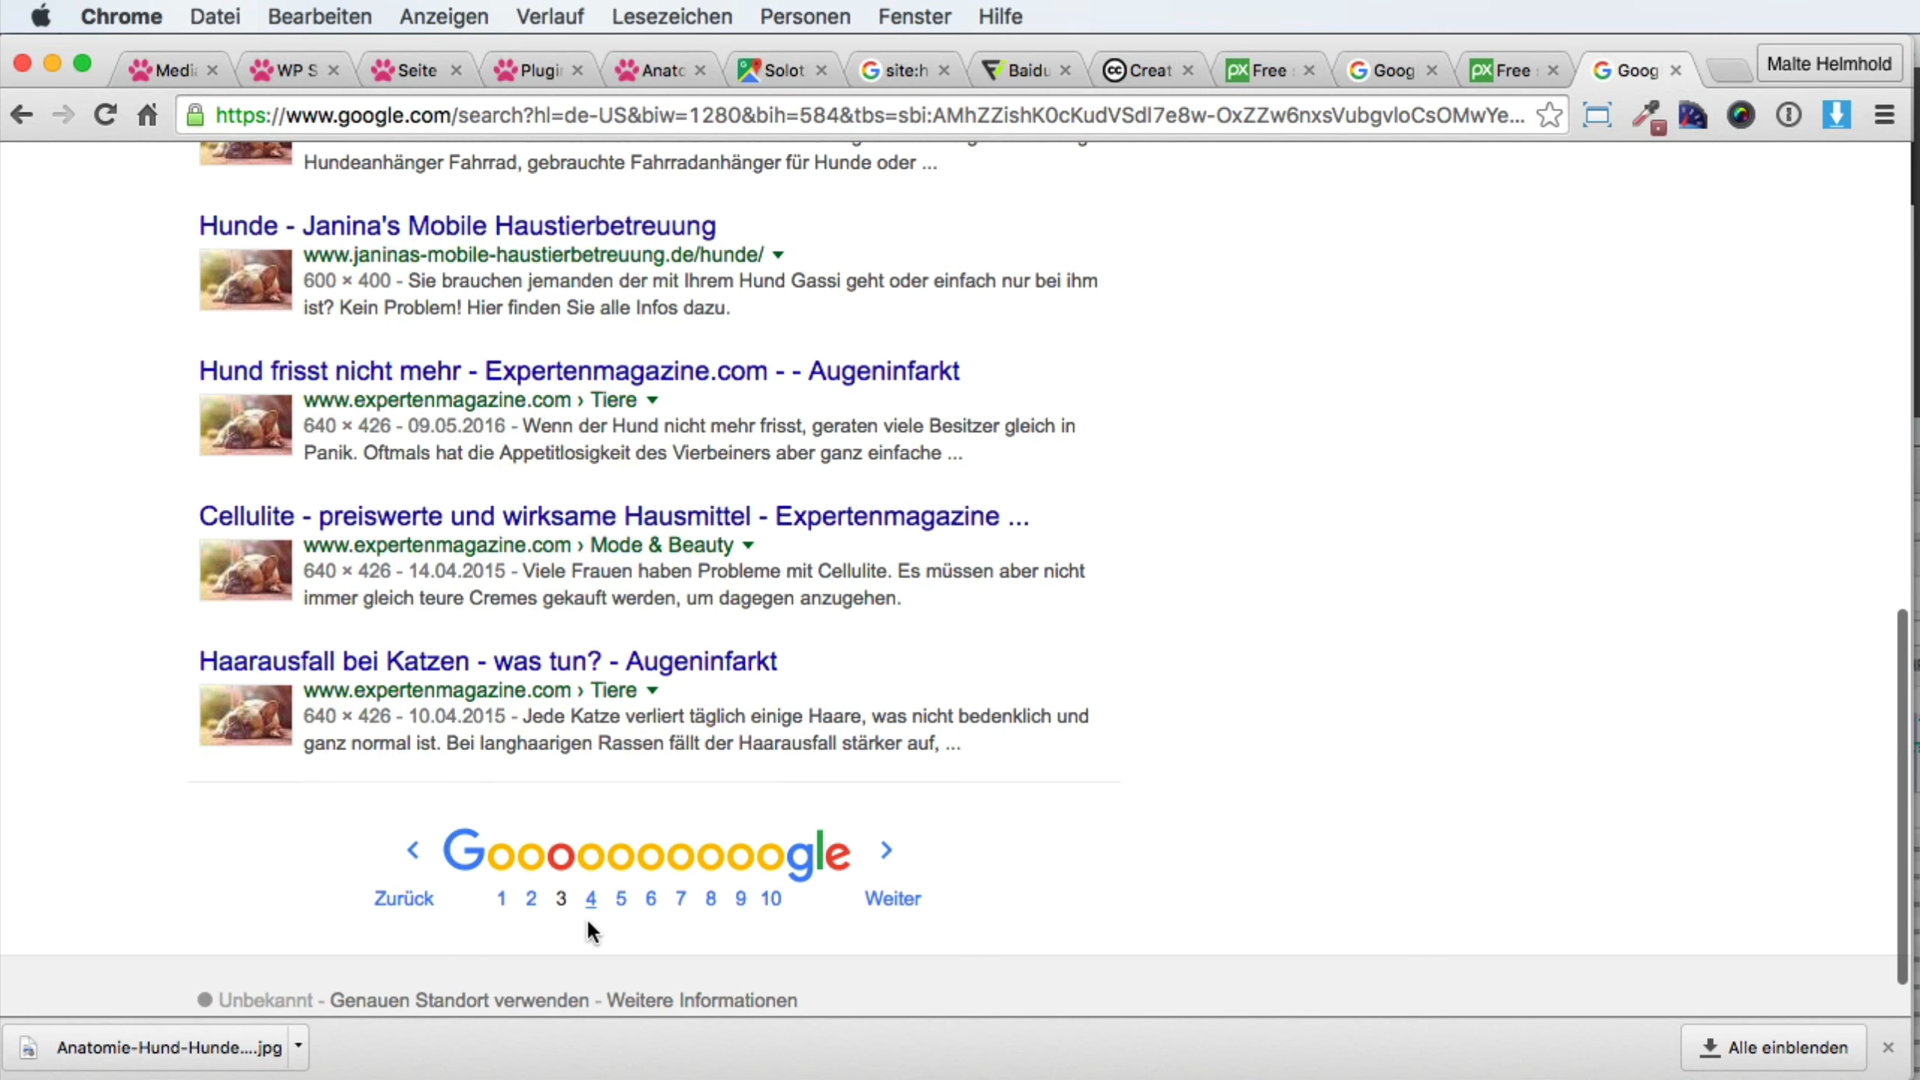 Chrome Datei Bearbeiten Anzeigen Verlauf Lesezeichen Personen Fenster Hilfe
Medi WP S Seite Plugi Anatc Solot site:h Baidu Creat Free Goog Free Goog Malte Helmhold
https://www.google.com/search?hl=de-US&biw=1280&bih=584&tbs=sbi:AMhZZishK0cKudVSdl7e8w-OxZZw6nxsVubgvloCsOMwYe...
Hundeanhänger Fahrrad, gebrauchte Fahrradanhänger für Hunde oder ...
Hunde - Janina's Mobile Haustierbetreuung
www.janinas-mobile-haustierbetreuung.de/hunde/
600 × 400 - Sie brauchen jemanden der mit Ihrem Hund Gassi geht oder einfach nur bei ihm
ist? Kein Problem! Hier finden Sie alle Infos dazu.
Hund frisst nicht mehr - Expertenmagazine.com - - Augeninfarkt
www.expertenmagazine.com › Tiere
640 × 426 - 09.05.2016 - Wenn der Hund nicht mehr frisst, geraten viele Besitzer gleich in
Panik. Oftmals hat die Appetitlosigkeit des Vierbeiners aber ganz einfache ...
Cellulite - preiswerte und wirksame Hausmittel - Expertenmagazine ...
www.expertenmagazine.com › Mode & Beauty
640 × 426 - 14.04.2015 - Viele Frauen haben Probleme mit Cellulite. Es müssen aber nicht
immer gleich teure Cremes gekauft werden, um dagegen anzugehen.
Haarausfall bei Katzen - was tun? - Augeninfarkt
www.expertenmagazine.com › Tiere
640 × 426 - 10.04.2015 - Jede Katze verliert täglich einige Haare, was nicht bedenklich und
ganz normal ist. Bei langhaarigen Rassen fällt der Haarausfall stärker auf, ...
< Goooooooooogle >
Zurück 1 2 3 4 5 6 7 8 9 10 Weiter
Unbekannt - Genauen Standort verwenden - Weitere Informationen
Anatomie-Hund-Hunde....jpg Alle einblenden